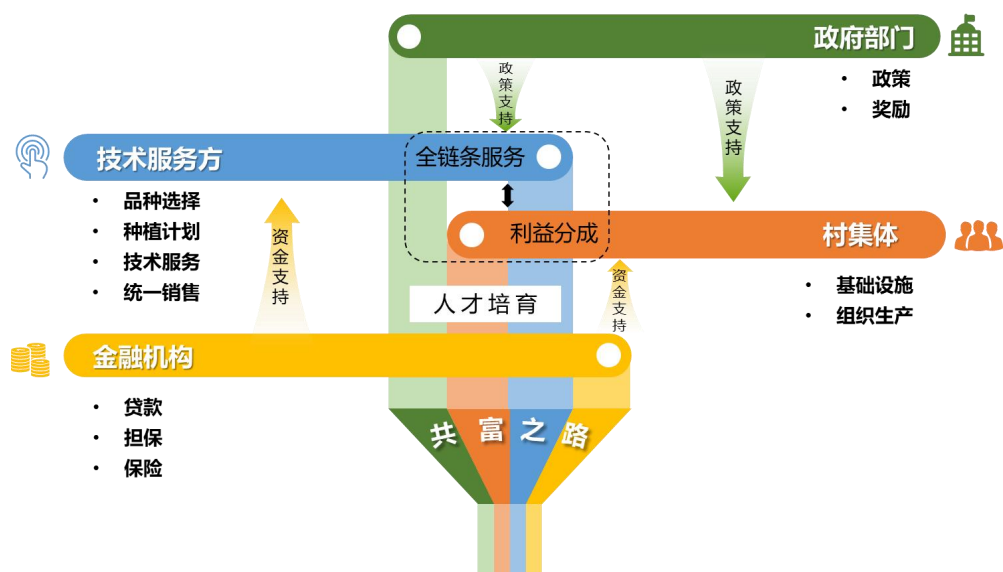 政府部门
• 政策
• 奖励
政策支持
政策支持
技术服务方
全链条服务
• 品种选择
• 种植计划
• 技术服务
• 统一销售
利益分成
村集体
• 基础设施
• 组织生产
资金支持
资金支持
人才培育
金融机构
• 贷款
• 担保
• 保险
共富之路